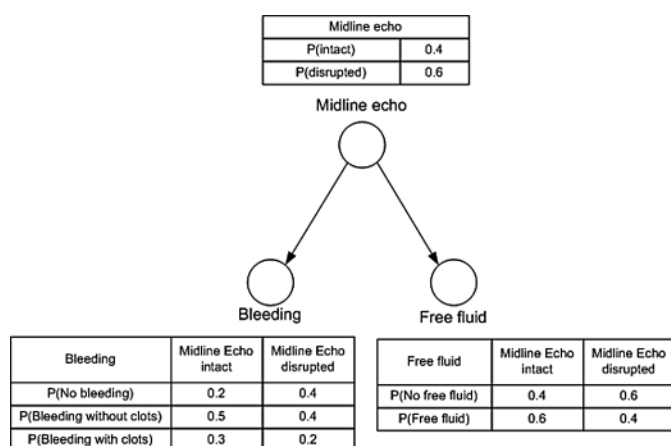 Midline echo
P(intact) 0.4
P(disrupted) 0.6
Midline echo
Bleeding
Free fluid
Bleeding Midline Echo intact Midline Echo disrupted
P(No bleeding) 0.2 0.4
P(Bleeding without clots) 0.5 0.4
P(Bleeding with clots) 0.3 0.2
Free fluid Midline Echo intact Midline Echo disrupted
P(No free fluid) 0.4 0.6
P(Free fluid) 0.6 0.4